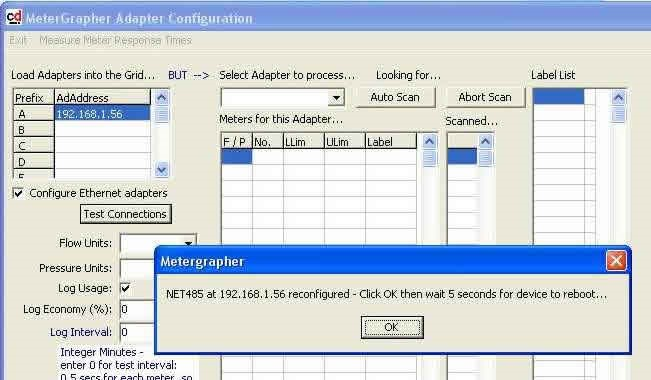 cd MeterGrapher Adapter Configuration
Exit Measure Meter Response Times
Load Adapters into the Grid... BUT --> Select Adapter to process... Looking for... Label List
Prefix AdAddress
Auto Scan Abort Scan
A 192.168.1.56
B
Meters for this Adapter... Scanned...
C
F / P No. LLim ULim Label
D
Configure Ethernet adapters
Test Connections
Flow Units:
Pressure Units:
Log Usage:
Log Economy (%): 0
Log Interval: 0
Integer Minutes -
enter 0 for test interval:
0.5 secs for each meter, so
Metergrapher
NET485 at 192.168.1.56 reconfigured - Click OK then wait 5 seconds for device to reboot...
OK